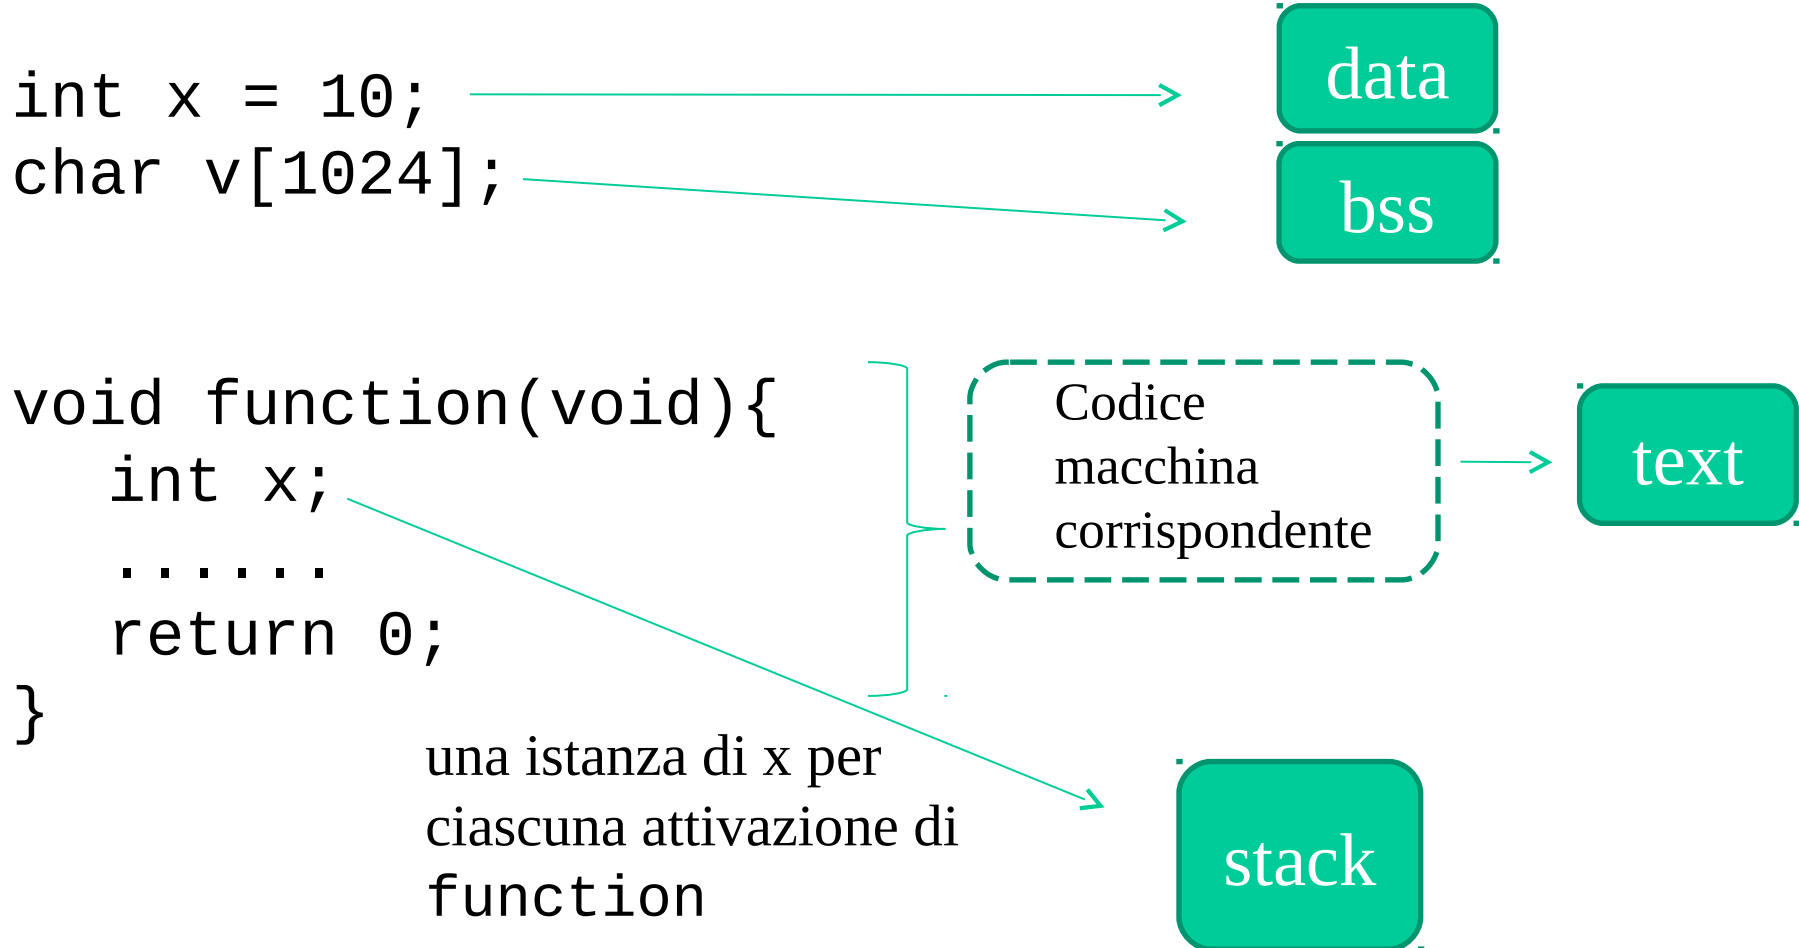 int x = 10;
char v[1024];
data
bss
void function(void){
int x;
......
return 0;
}
Codice
macchina
corrispondente
text
una istanza di x per
ciascuna attivazione di
function
stack